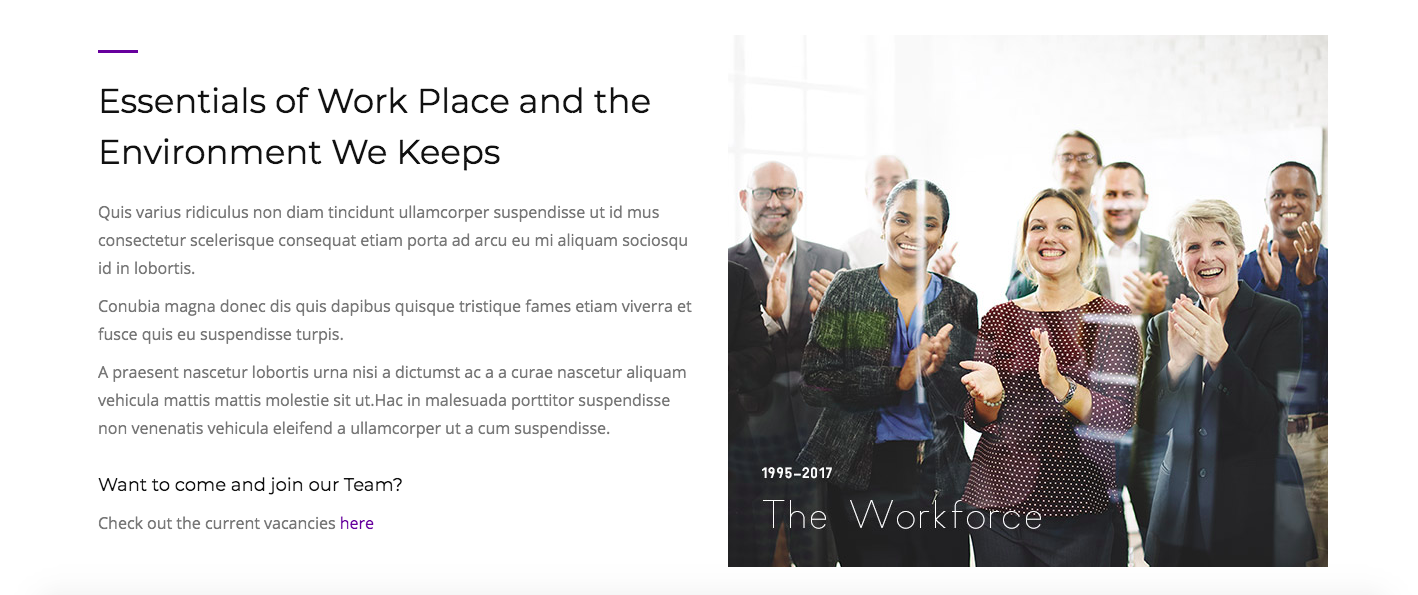 Essentials of Work Place and the
Environment We Keeps
Quis varius ridiculus non diam tincidunt ullamcorper suspendisse ut id mus
consectetur scelerisque consequat etiam porta ad arcu eu mi aliquam sociosqu
id in lobortis.
Conubia magna donec dis quis dapibus quisque tristique fames etiam viverra et
fusce quis eu suspendisse turpis.
A praesent nascetur lobortis urna nisi a dictumst ac a a curae nascetur aliquam
vehicula mattis mattis molestie sit ut.Hac in malesuada porttitor suspendisse
non venenatis vehicula eleifend a ullamcorper ut a cum suspendisse.
Want to come and join our Team?
Check out the current vacancies here
1995-2017
The Workforce